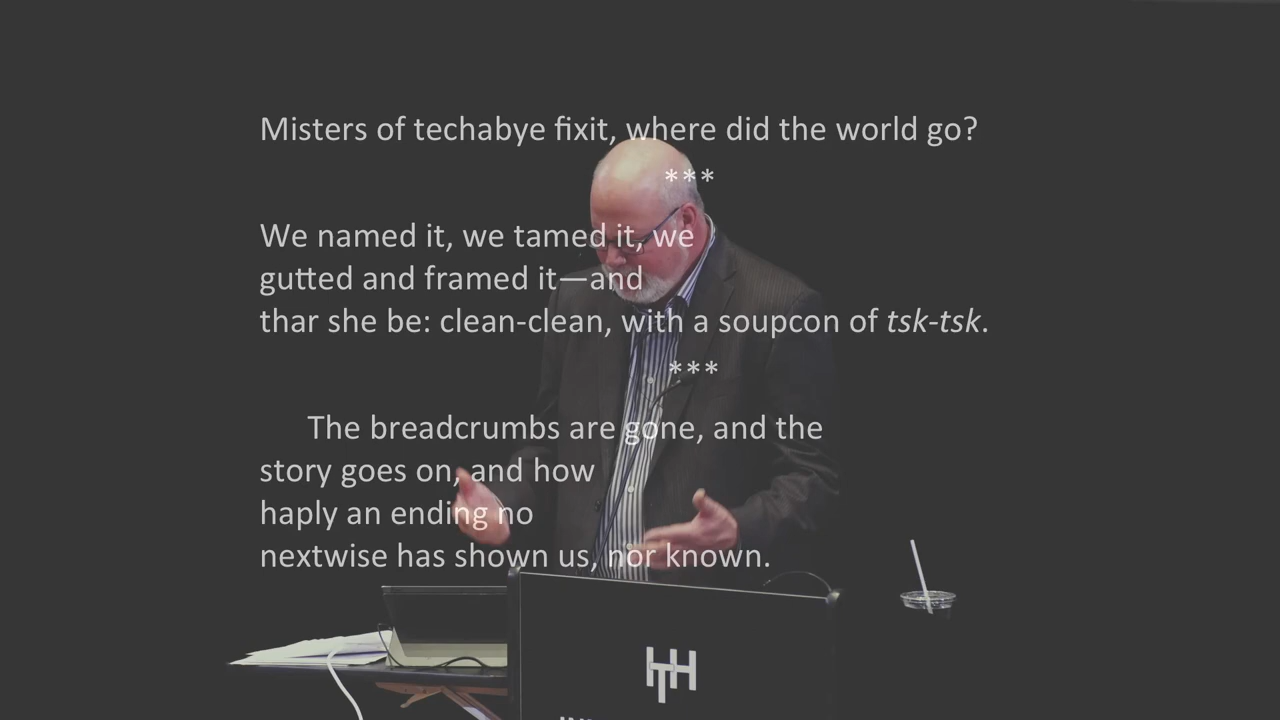 Misters of techabye fixit, where did the world go?
***
We named it, we tamed it, we
gutted and framed it—and
thar she be: clean-clean, with a soupcon of tsk-tsk.
***
The breadcrumbs are gone, and the
story goes on, and how
haply an ending no
nextwise has shown us, nor known.
HTH